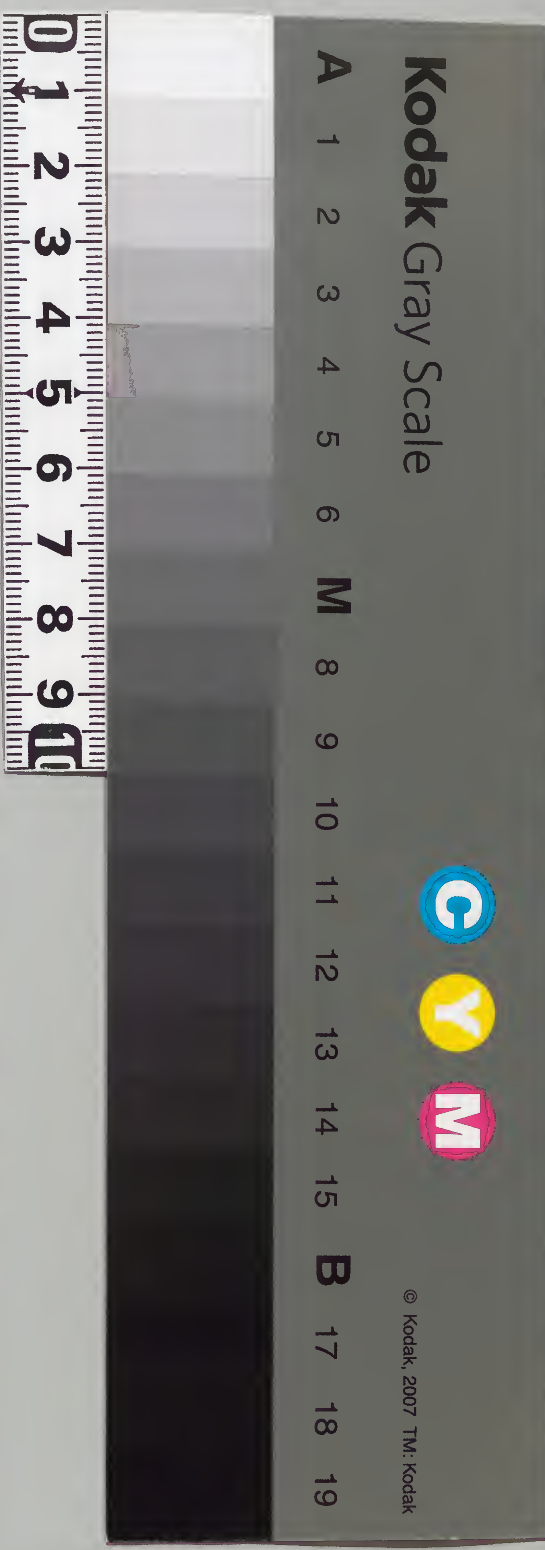 Kodak Gray Scale
C Y M
© Kodak, 2007 TM: Kodak
A 1 2 3 4 5 6 M 8 9 10 11 12 13 14 15 B 17 18 19
0 1 2 3 4 5 6 7 8 9 10